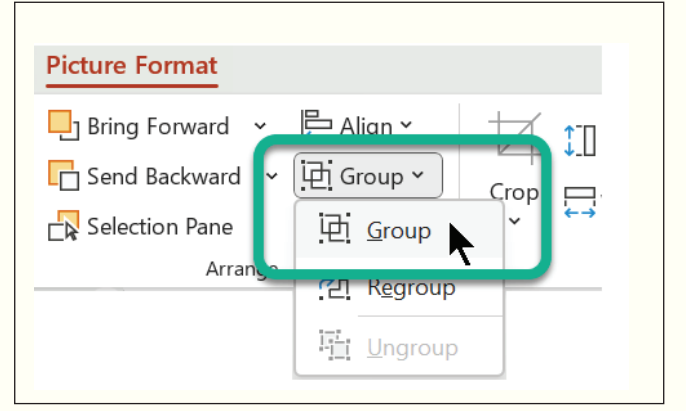 Picture Format
Bring Forward Align
Send Backward Group Crop
Selection Pane Group
Arrange
Regroup
Ungroup